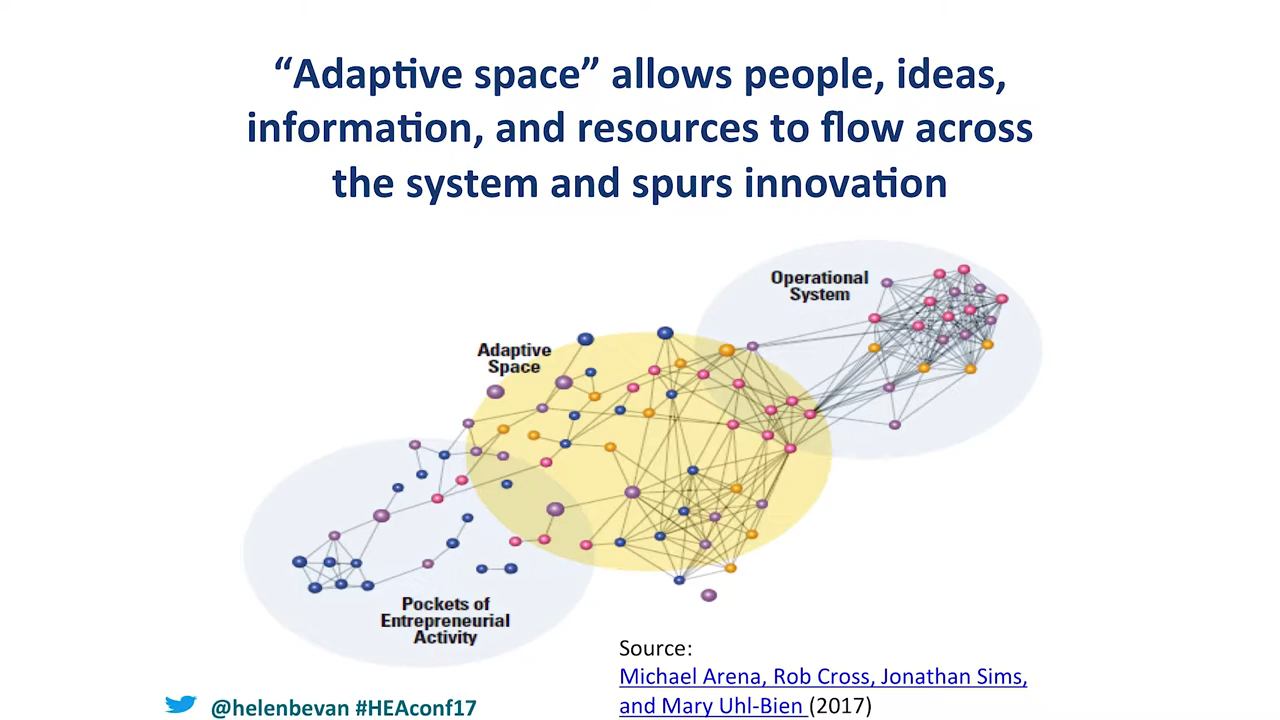 “Adaptive space” allows people, ideas,
information, and resources to flow across
the system and spurs innovation
Operational
System
Adaptive
Space
Pockets of
Entrepreneurial
Activity
Source:
Michael Arena, Rob Cross, Jonathan Sims,
and Mary Uhl-Bien (2017)
@helenbevan #HEAconf17